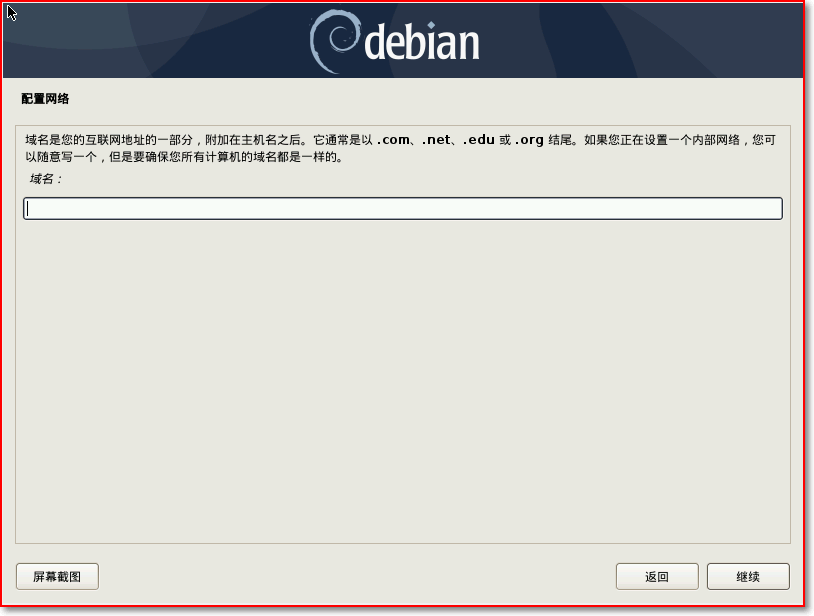 debian
配置网络
域名是您的互联网地址的一部分，附加在主机名之后。它通常是以 .com、.net、.edu 或 .org 结尾。如果您正在设置一个内部网络，您可
以随意写一个，但是要确保您所有计算机的域名都是一样的。
域名：
屏幕截图
返回
继续